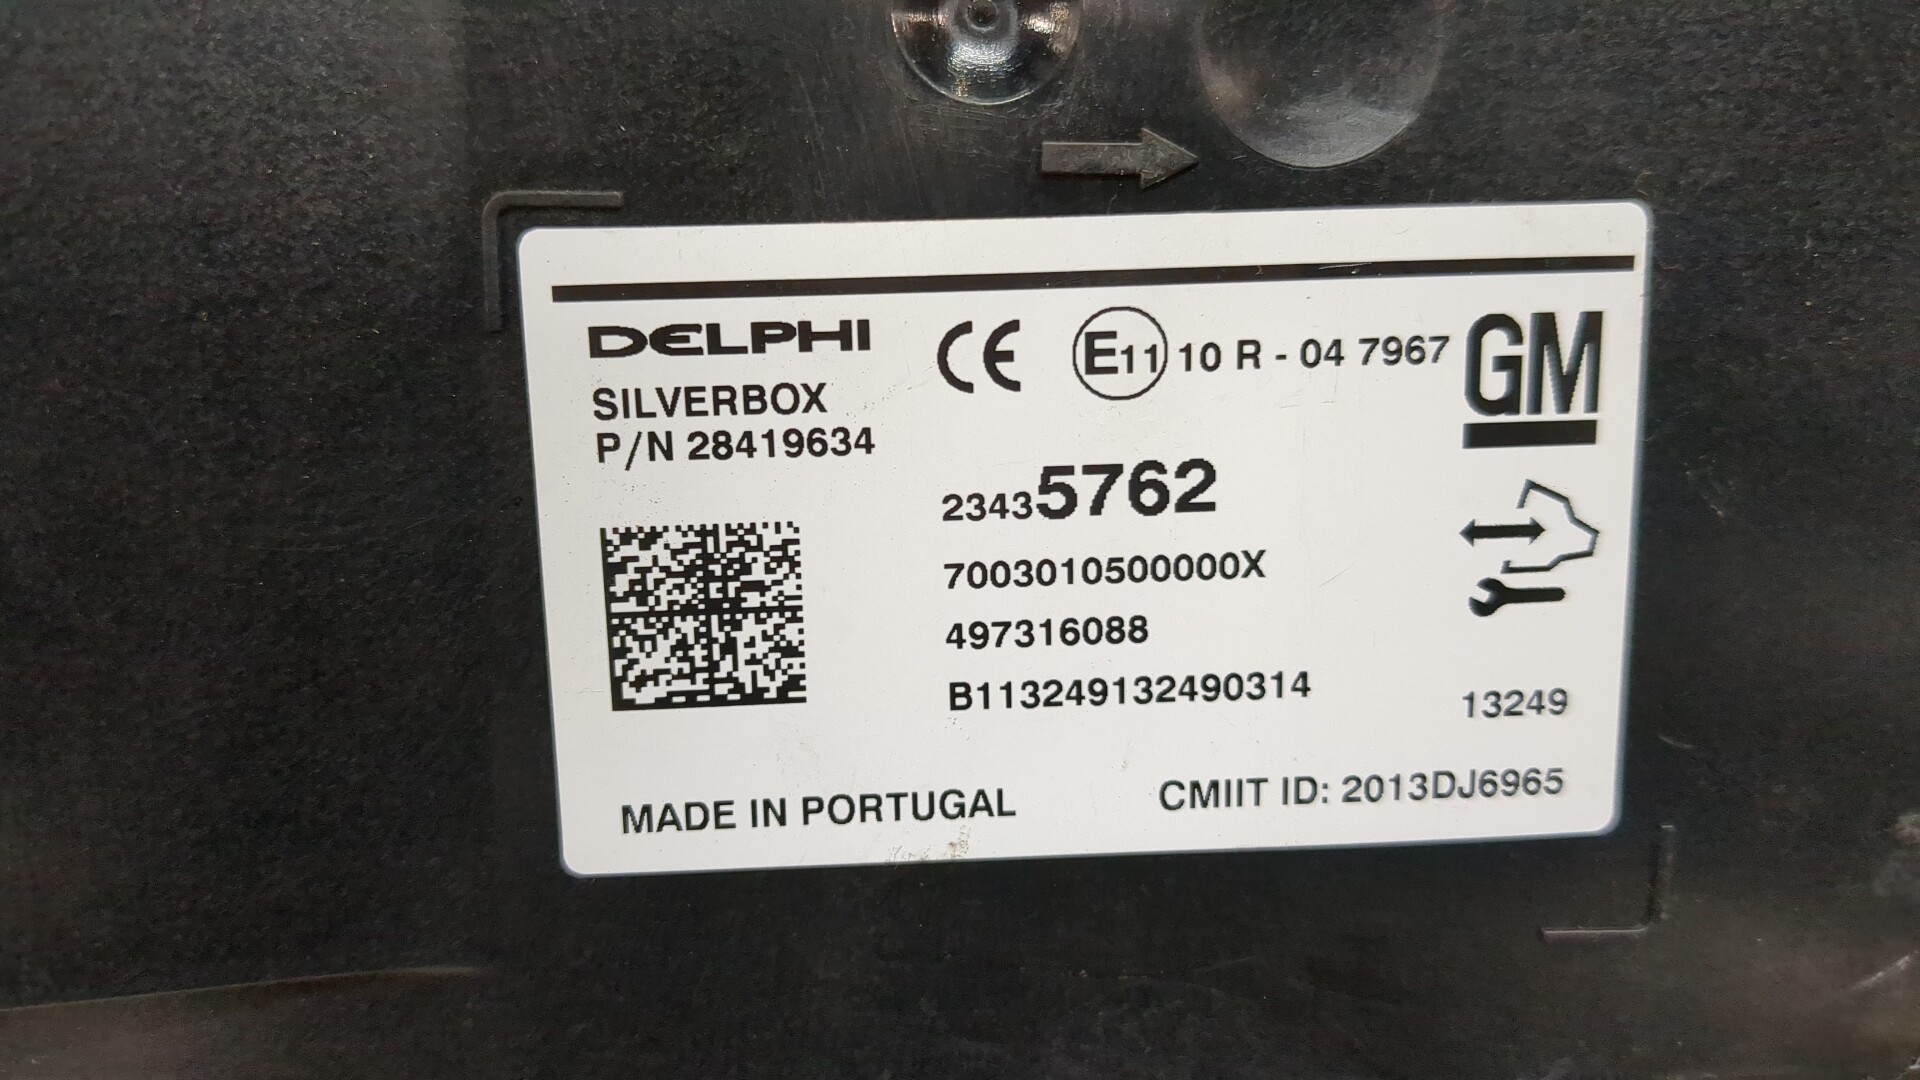 DELPHI
SILVERBOX
P/N 28419634
CE E11 10 R - 04 7967
GM
23435762
7003010500000X
497316088
B113249132490314
13249
MADE IN PORTUGAL
CMIIT ID: 2013DJ6965